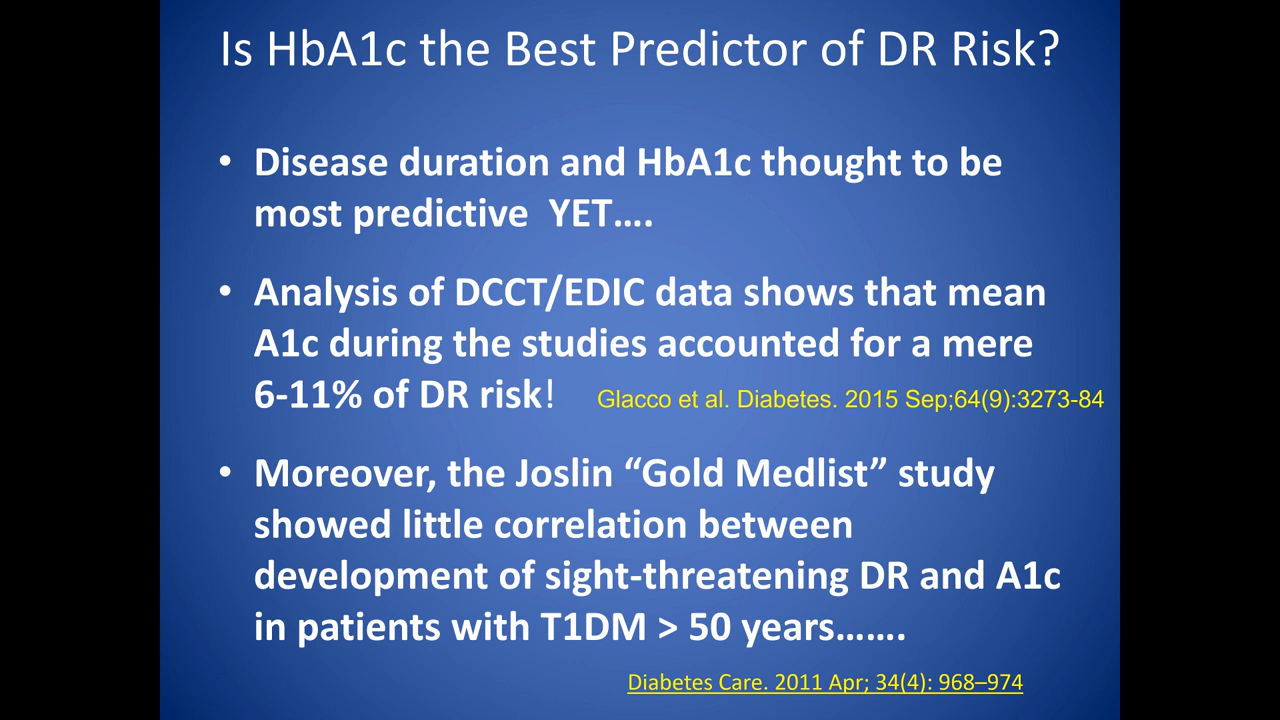 Is HbA1c the Best Predictor of DR Risk?
• Disease duration and HbA1c thought to be
most predictive YET....
• Analysis of DCCT/EDIC data shows that mean
A1c during the studies accounted for a mere
6-11% of DR risk! Glacco et al. Diabetes. 2015 Sep;64(9):3273-84
• Moreover, the Joslin “Gold Medlist” study
showed little correlation between
development of sight-threatening DR and A1c
in patients with T1DM > 50 years…….
Diabetes Care. 2011 Apr; 34(4): 968–974